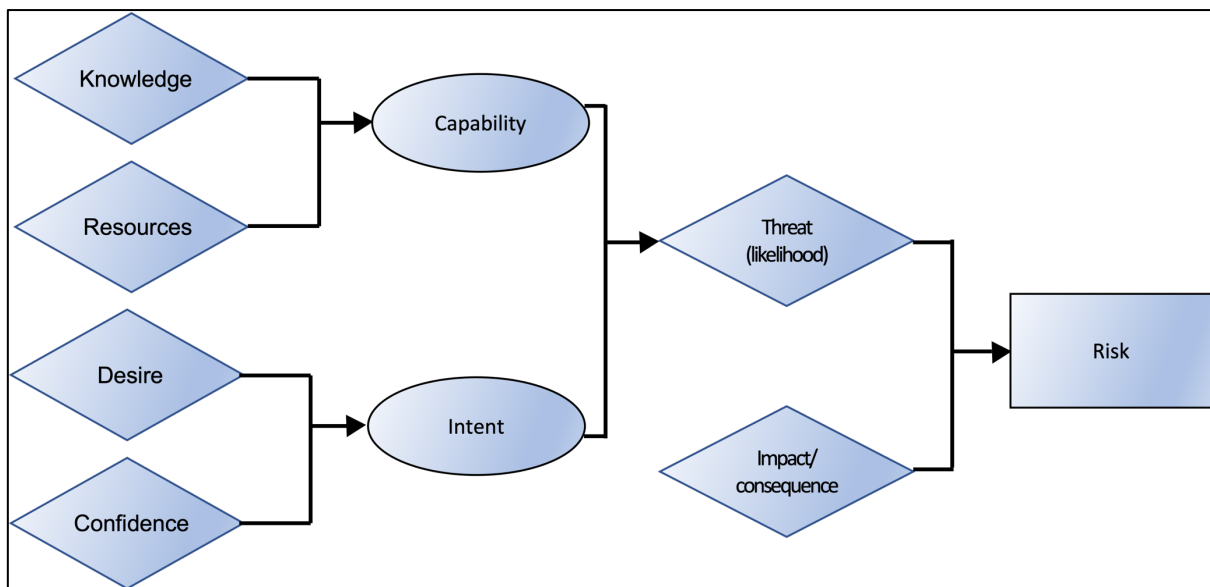 Knowledge
Resources
Desire
Confidence
Capability
Intent
Threat
(likelihood)
Impact/
consequence
Risk